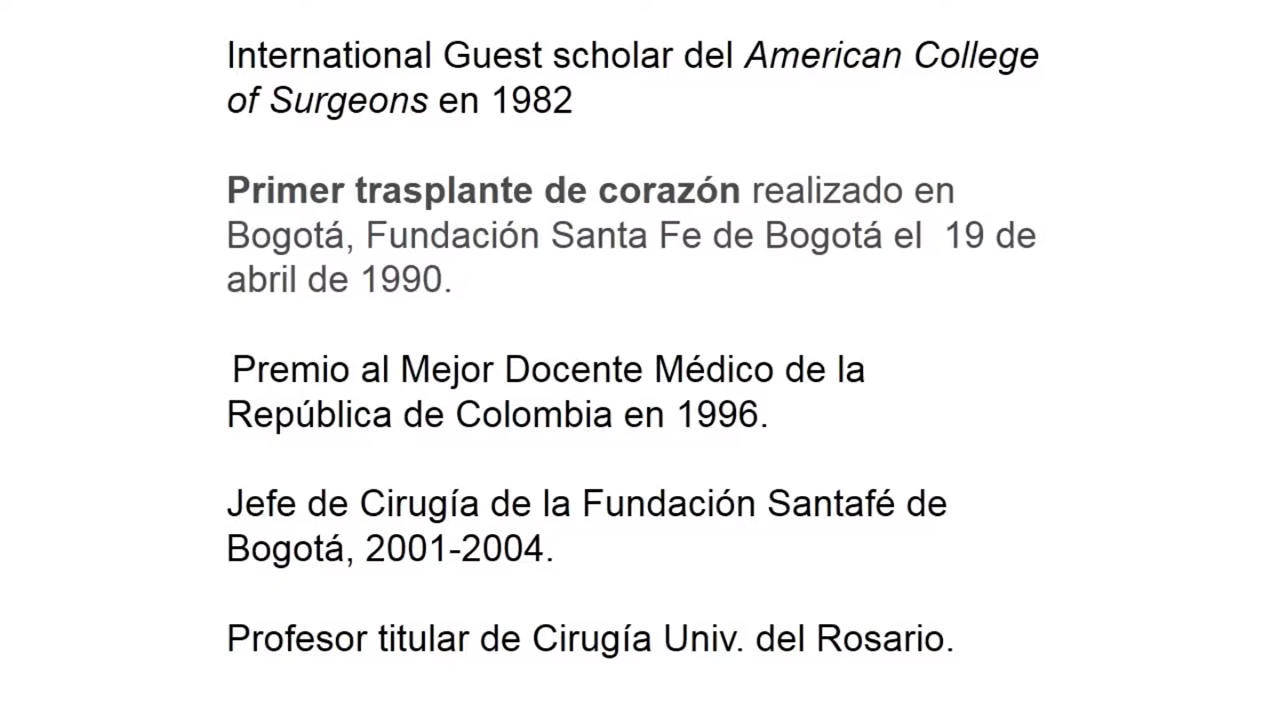 International Guest scholar del American College
of Surgeons en 1982
Primer trasplante de corazón realizado en
Bogotá, Fundación Santa Fe de Bogotá el  19 de
abril de 1990.
Premio al Mejor Docente Médico de la
República de Colombia en 1996.
Jefe de Cirugía de la Fundación Santafé de
Bogotá, 2001-2004.
Profesor titular de Cirugía Univ. del Rosario.